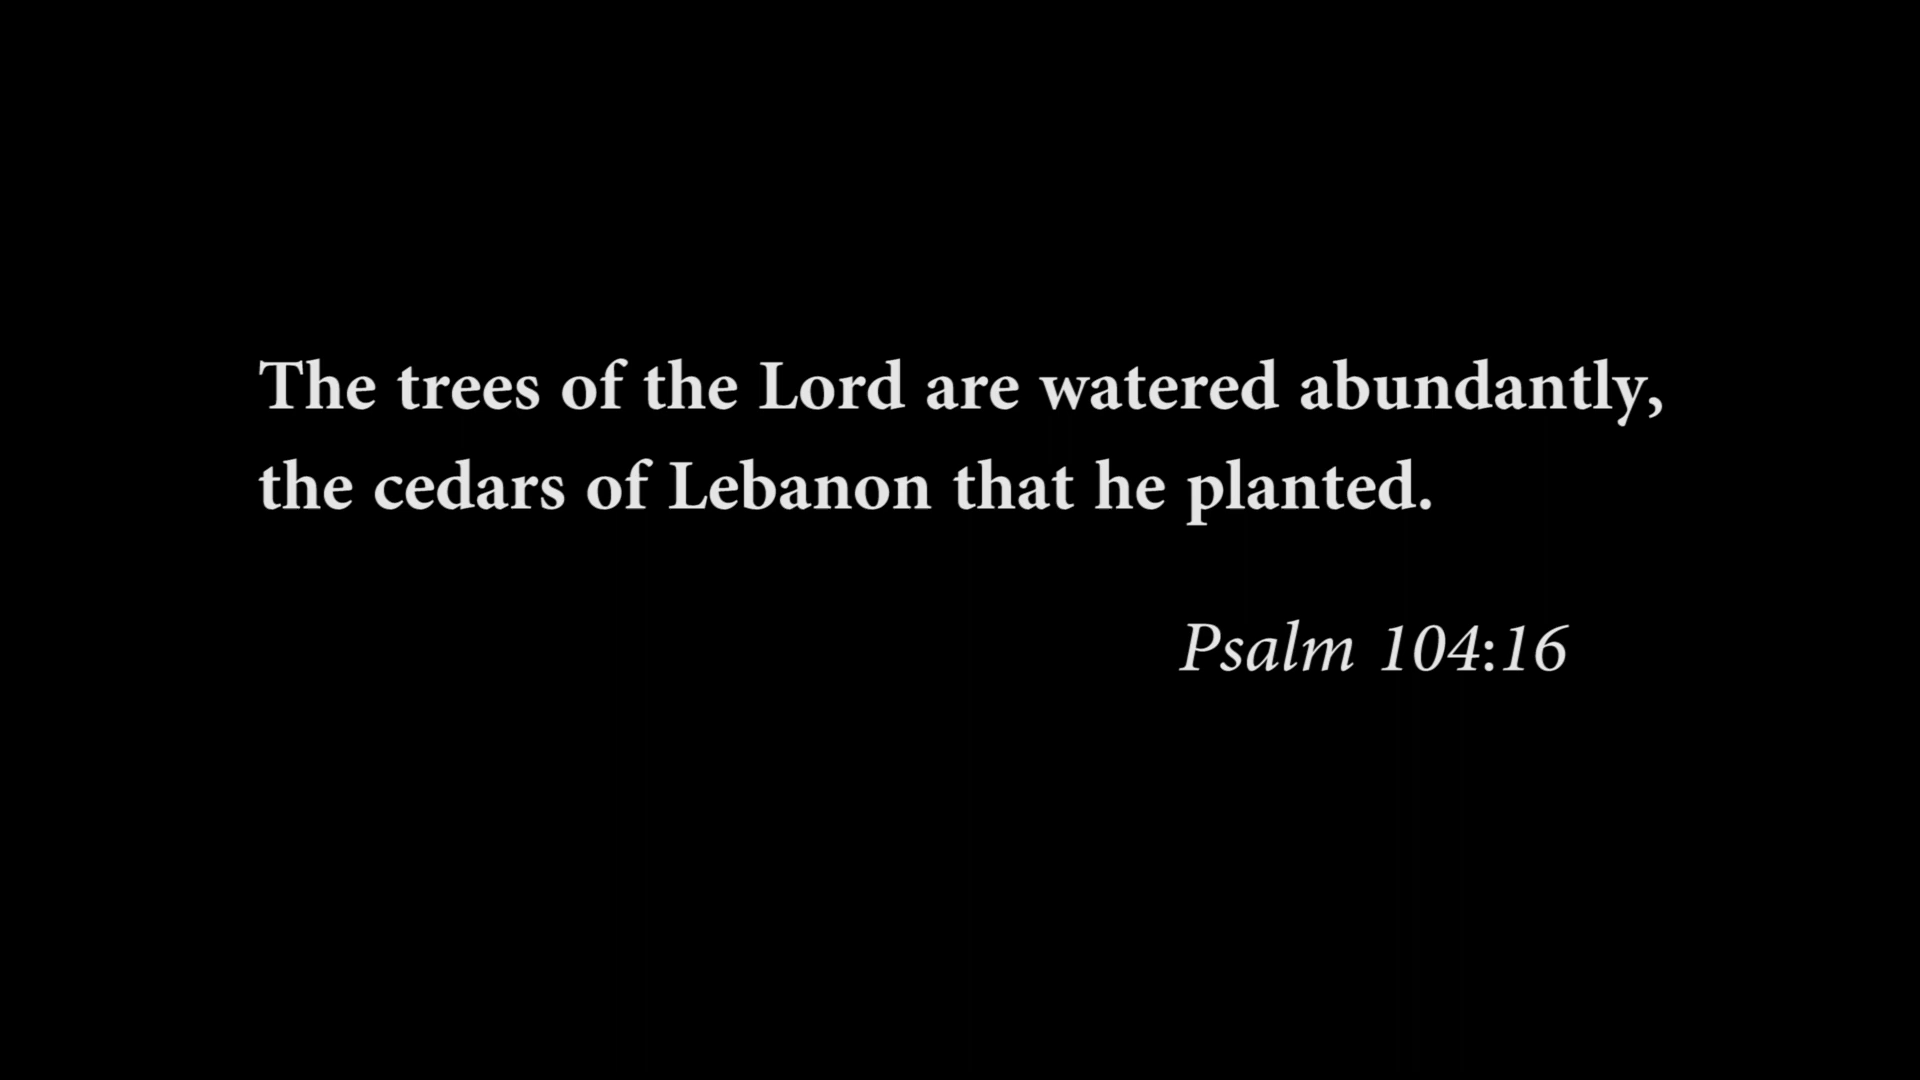 The trees of the Lord are watered abundantly,
the cedars of Lebanon that he planted.
Psalm 104:16